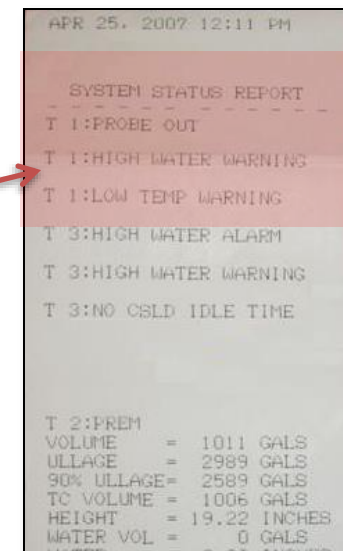 APR 25, 2007 12:11 PM
SYSTEM STATUS REPORT
- - - - - - - - - - - -
T 1:PROBE OUT
T 1:HIGH WATER WARNING
T 1:LOW TEMP WARNING
T 3:HIGH WATER ALARM
T 3:HIGH WATER WARNING
T 3:NO CSLD IDLE TIME
T 2:PREM
VOLUME = 1011 GALS
ULLAGE = 2989 GALS
90% ULLAGE= 2589 GALS
TC VOLUME = 1006 GALS
HEIGHT = 19.22 INCHES
WATER VOL = 0 GALS